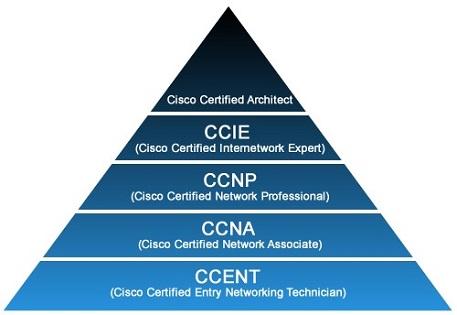 Cisco Certified Architect
CCIE
(Cisco Certified Internetwork Expert)
CCNP
(Cisco Certified Network Professional)
CCNA
(Cisco Certified Network Associate)
CCENT
(Cisco Certified Entry Networking Technician)